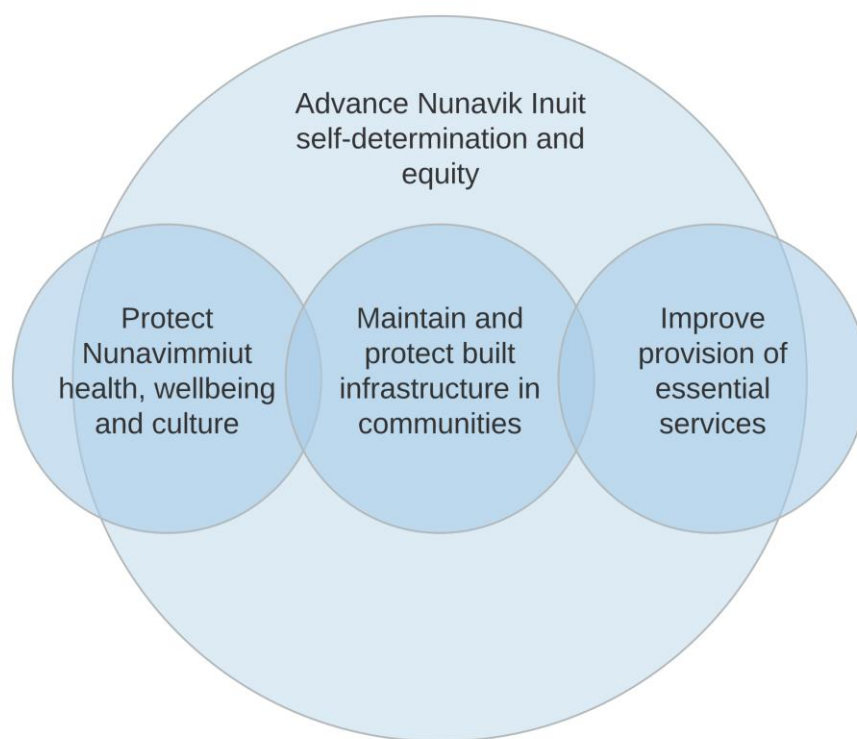 Advance Nunavik Inuit
self-determination and
equity
Protect
Nunavimmiut
health, wellbeing
and culture
Maintain and
protect built
infrastructure in
communities
Improve
provision of
essential
services